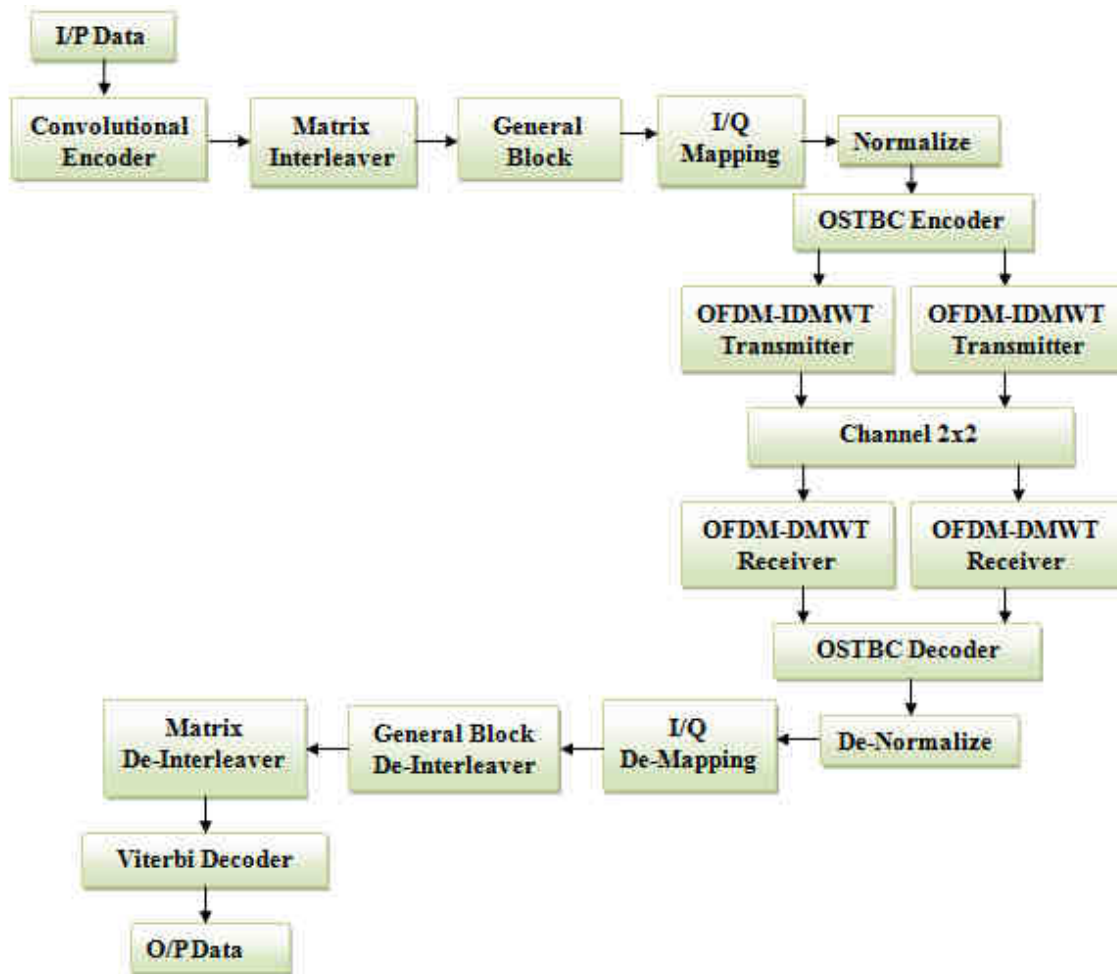 I/P Data
Convolutional
Encoder
Matrix
Interleaver
General
Block
I/Q
Mapping
Normalize
OSTBC Encoder
OFDM-IDMWT
Transmitter
OFDM-IDMWT
Transmitter
Channel 2x2
OFDM-DMWT
Receiver
OFDM-DMWT
Receiver
OSTBC Decoder
De-Normalize
I/Q
De-Mapping
General Block
De-Interleaver
Matrix
De-Interleaver
Viterbi Decoder
O/P Data